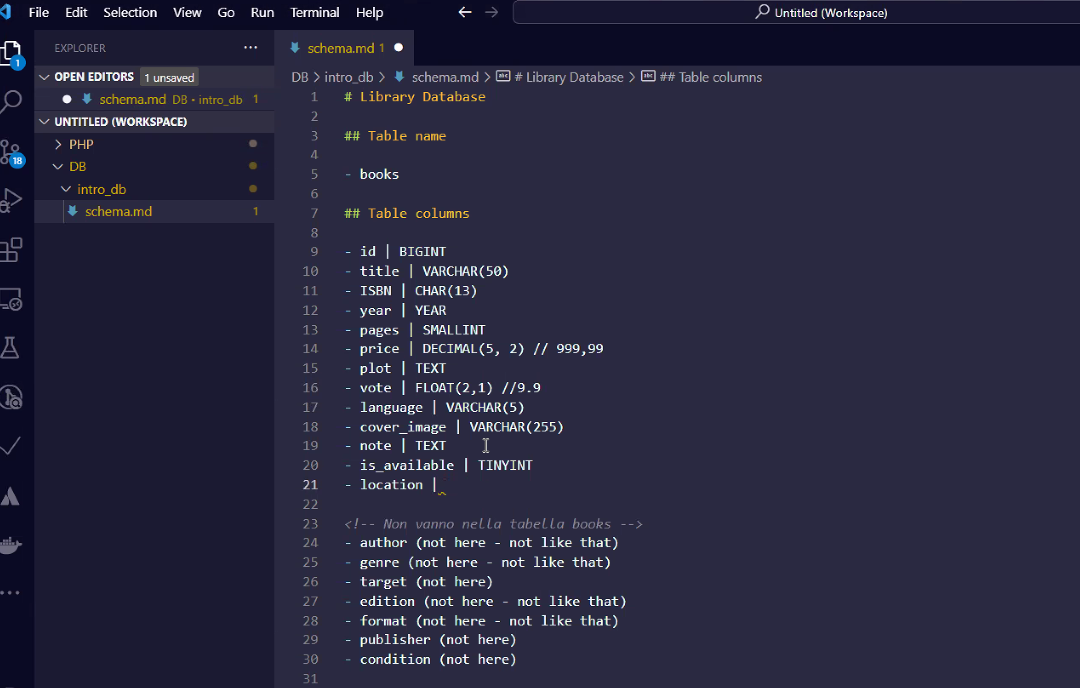 File Edit Selection View Go Run Terminal Help Untitled (Workspace)
EXPLORER ... schema.md 1
OPEN EDITORS 1 unsaved
DB > intro_db > schema.md > # Library Database > ## Table columns
schema.md DB • intro_db 1
UNTITLED (WORKSPACE)
PHP
DB
intro_db
schema.md 1
1
18
1 # Library Database
2
3 ## Table name
4
5 - books
6
7 ## Table columns
8
9 - id | BIGINT
10 - title | VARCHAR(50)
11 - ISBN | CHAR(13)
12 - year | YEAR
13 - pages | SMALLINT
14 - price | DECIMAL(5, 2) // 999,99
15 - plot | TEXT
16 - vote | FLOAT(2,1) //9.9
17 - language | VARCHAR(5)
18 - cover_image | VARCHAR(255)
19 - note | TEXT
20 - is_available | TINYINT
21 - location |
22
23 <!-- Non vanno nella tabella books -->
24 - author (not here - not like that)
25 - genre (not here - not like that)
26 - target (not here)
27 - edition (not here - not like that)
28 - format (not here - not like that)
29 - publisher (not here)
30 - condition (not here)
31